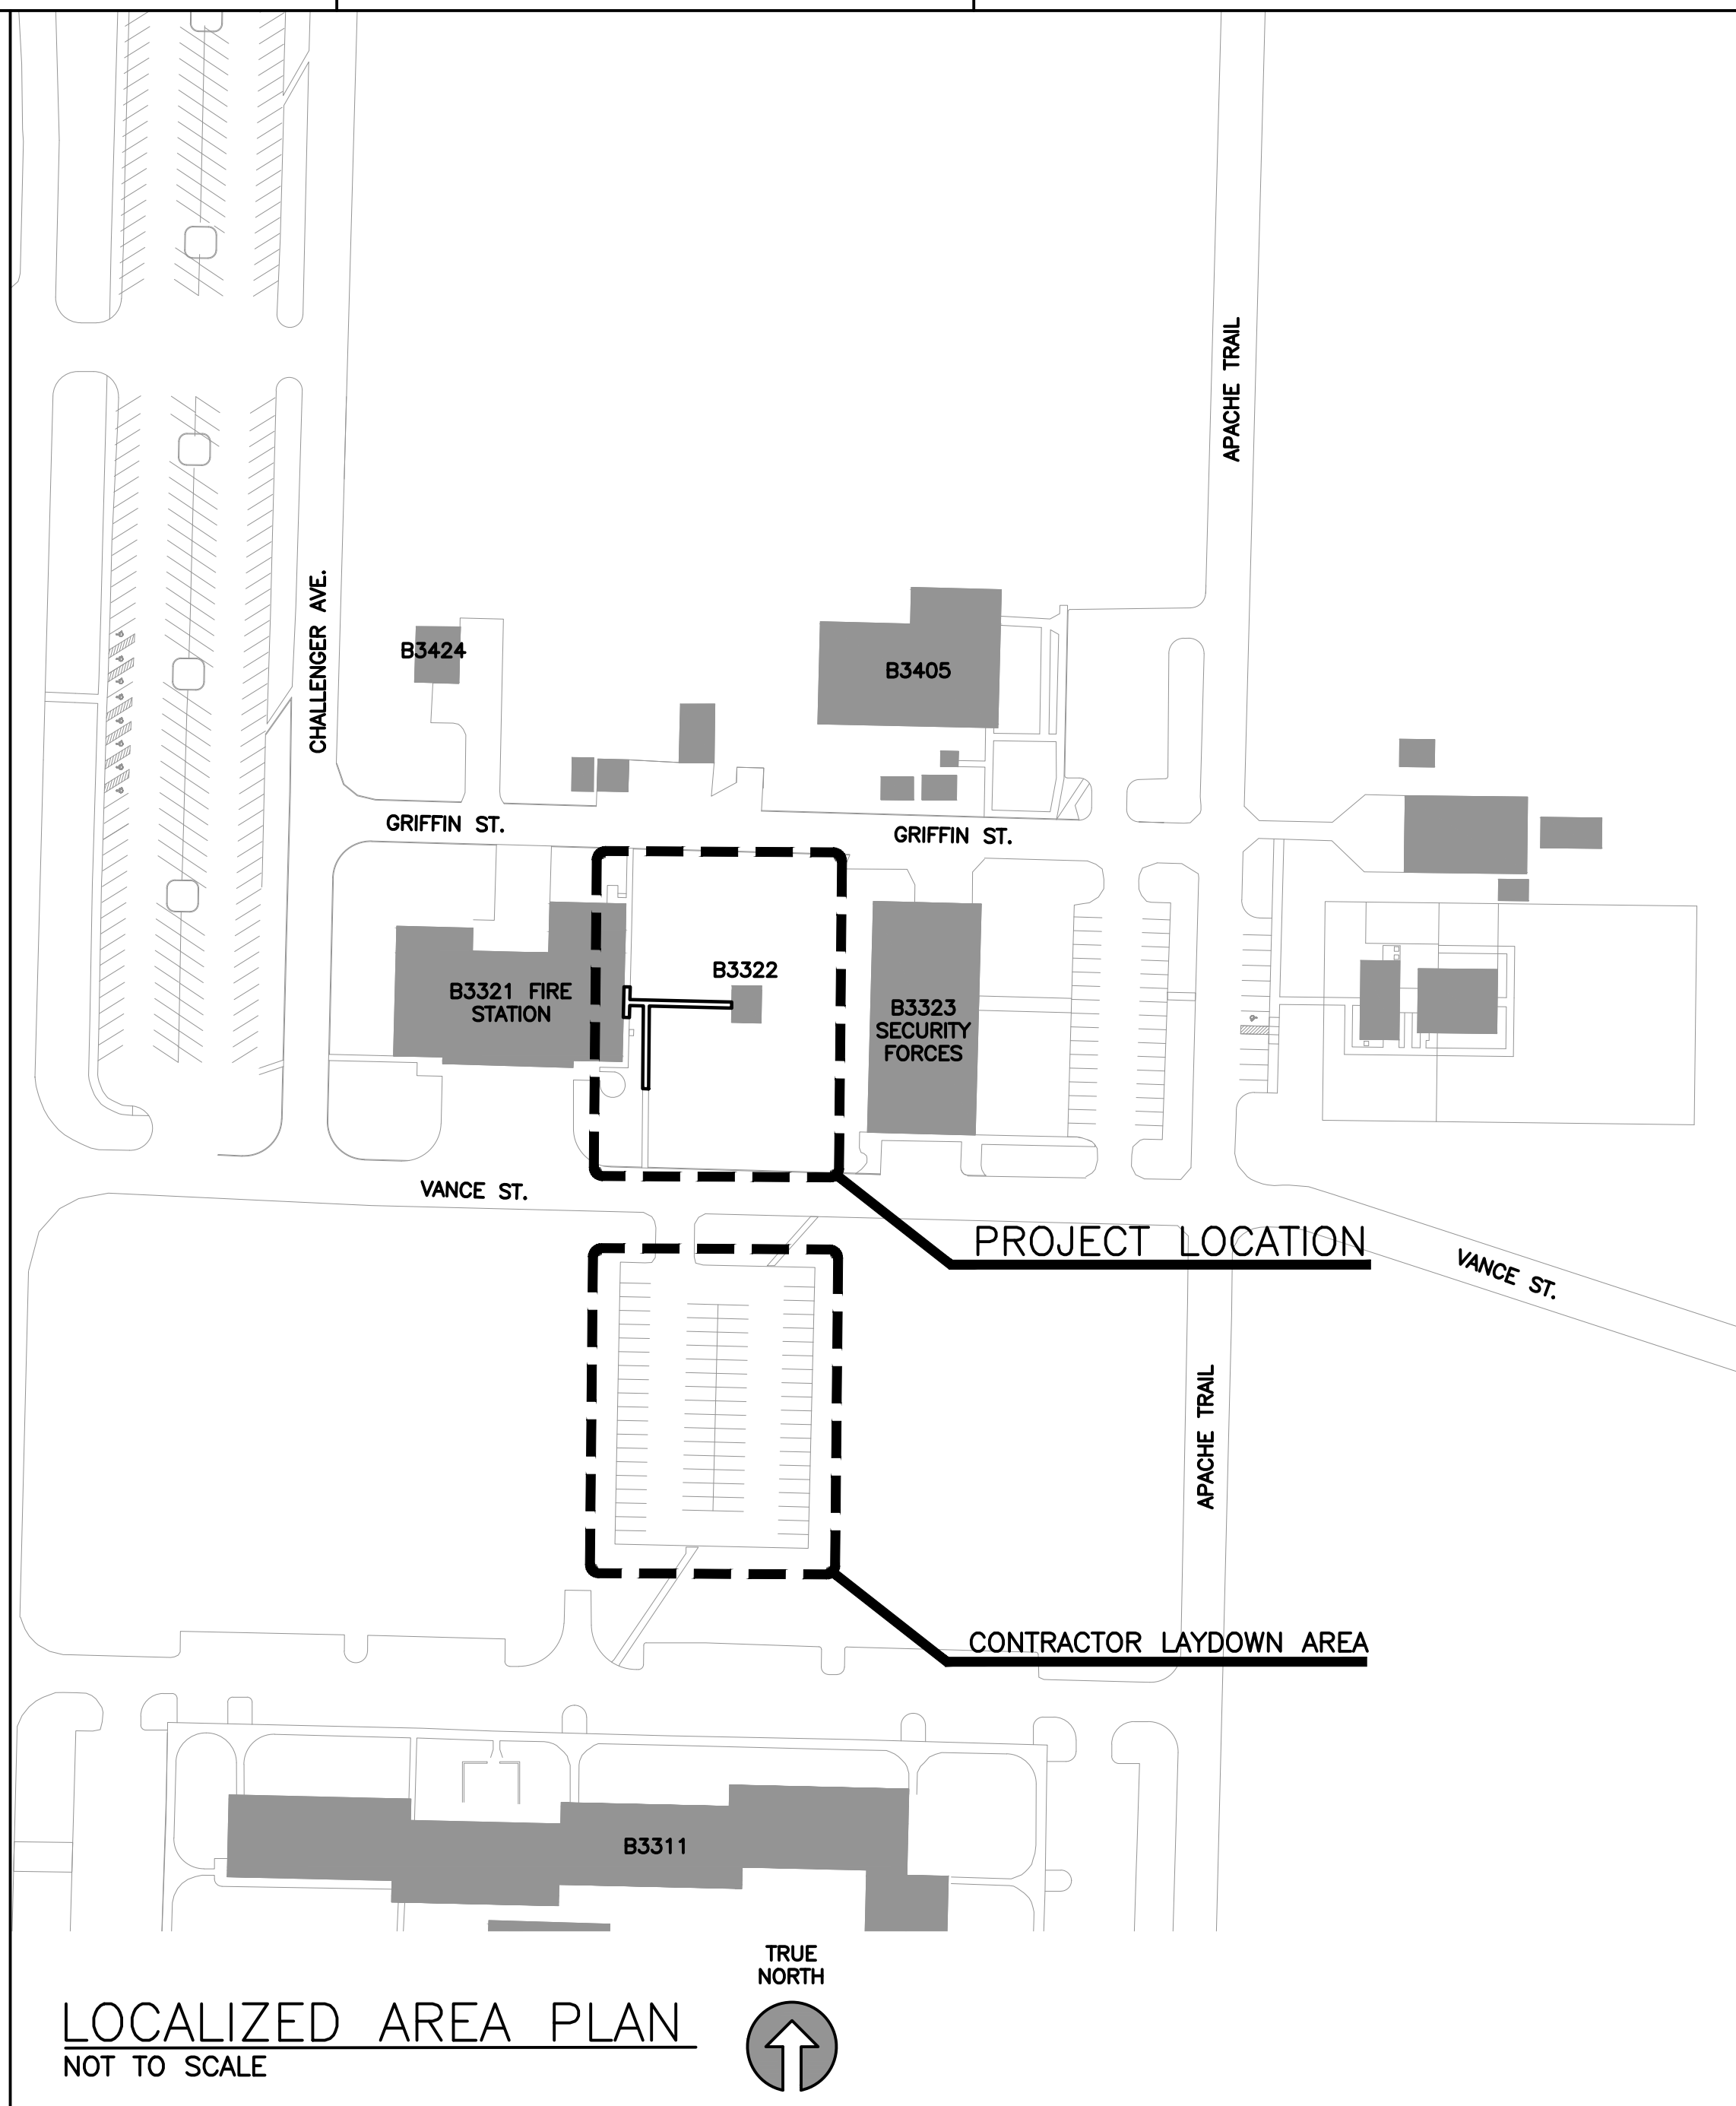 APACHE TRAIL
CHALLENGER AVE.
B3424
B3405
GRIFFIN ST.
GRIFFIN ST.
B3322
B3321 FIRE
STATION
B3323
SECURITY
FORCES
VANCE ST.
PROJECT LOCATION
VANCE ST.
APACHE TRAIL
CONTRACTOR LAYDOWN AREA
B3311
TRUE
NORTH
LOCALIZED AREA PLAN
NOT TO SCALE